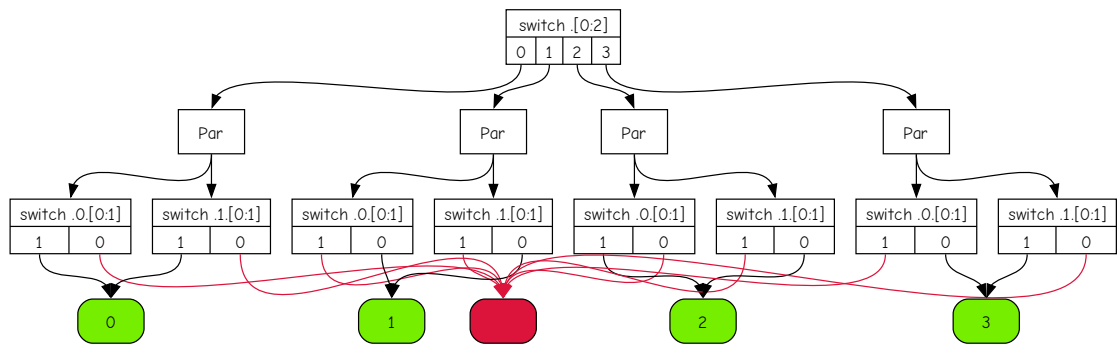 switch .[0:2]
0 1 2 3
Par Par Par Par
switch .0.[0:1] switch .1.[0:1] switch .0.[0:1] switch .1.[0:1] switch .0.[0:1] switch .1.[0:1] switch .0.[0:1] switch .1.[0:1]
1 0 1 0 1 0 1 0 1 0 1 0 1 0 1 0
0 1 2 3